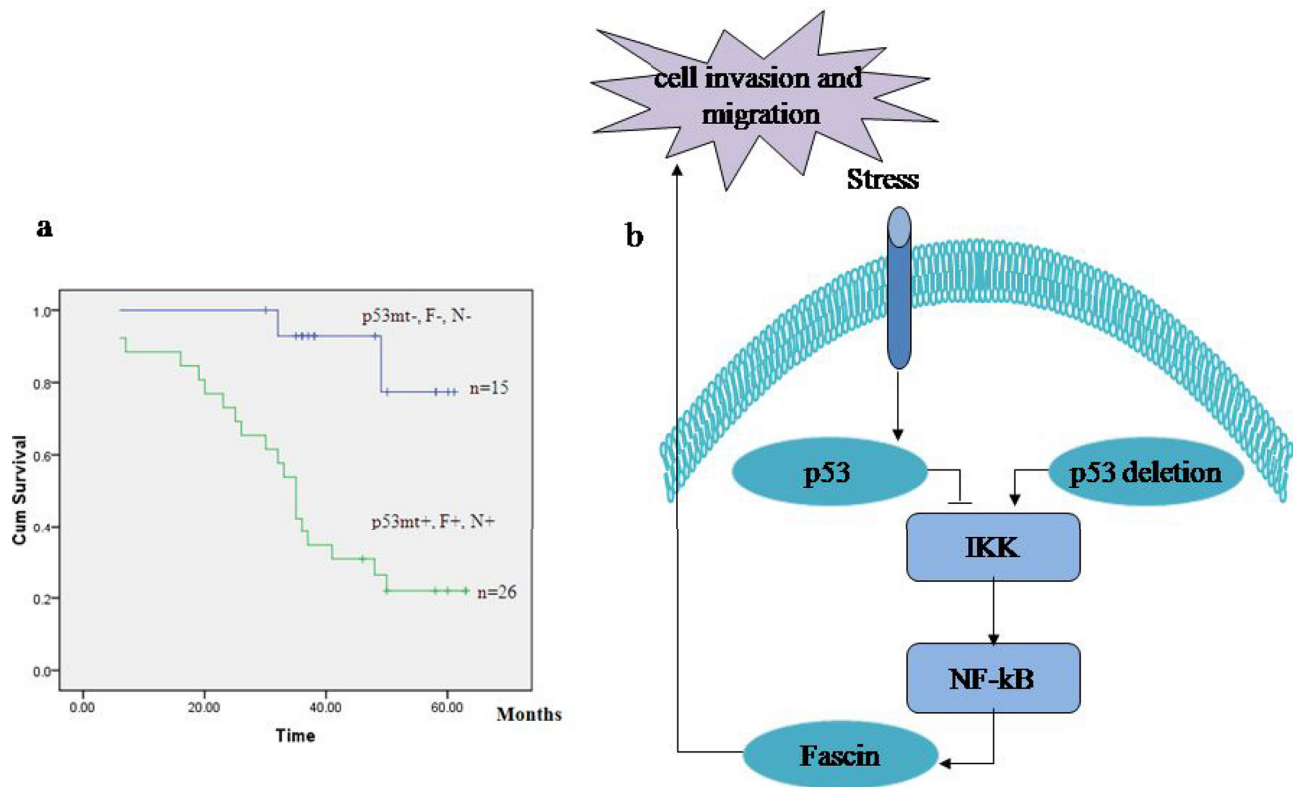 cell invasion and
migration
Stress
a
b
1.0
0.8
0.6
0.4
0.2
0.0
Cum Survival
p53mt-, F-, N-
n=15
p53mt+, F+, N+
n=26
0.00
20.00
40.00
60.00
Months
Time
p53
p53 deletion
IKK
NF-kB
Fascin